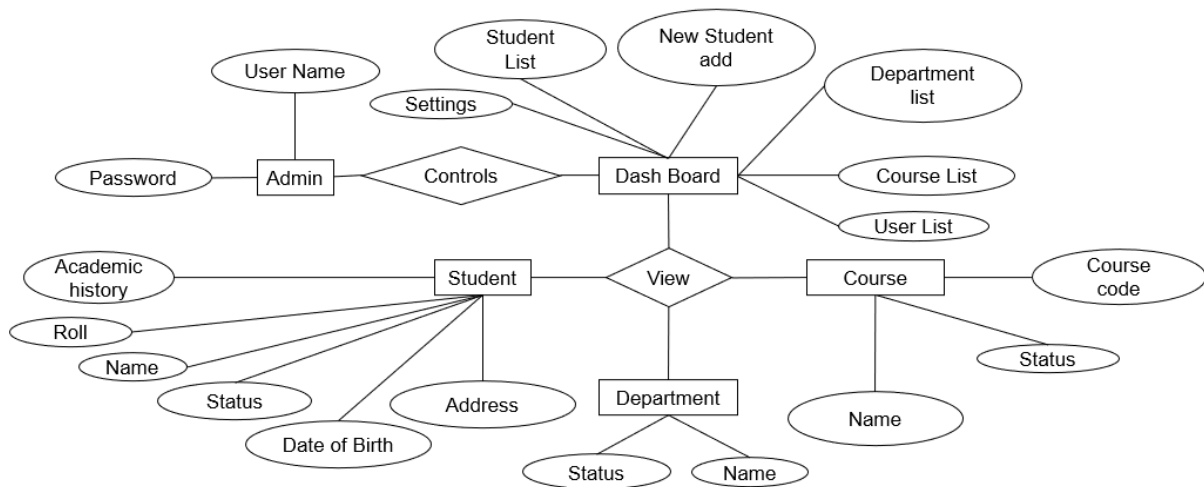 Student
List
New Student
add
User Name
Department
list
Settings
Password
Admin
Controls
Dash Board
Course List
User List
Academic
history
Student
View
Course
Course
code
Roll
Name
Status
Status
Address
Department
Name
Date of Birth
Status
Name